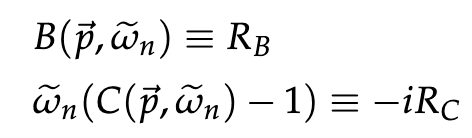 B(p⃗, ω̃ₙ) ≡ R_B
ω̃ₙ(C(p⃗, ω̃ₙ) − 1) ≡ −iR_C